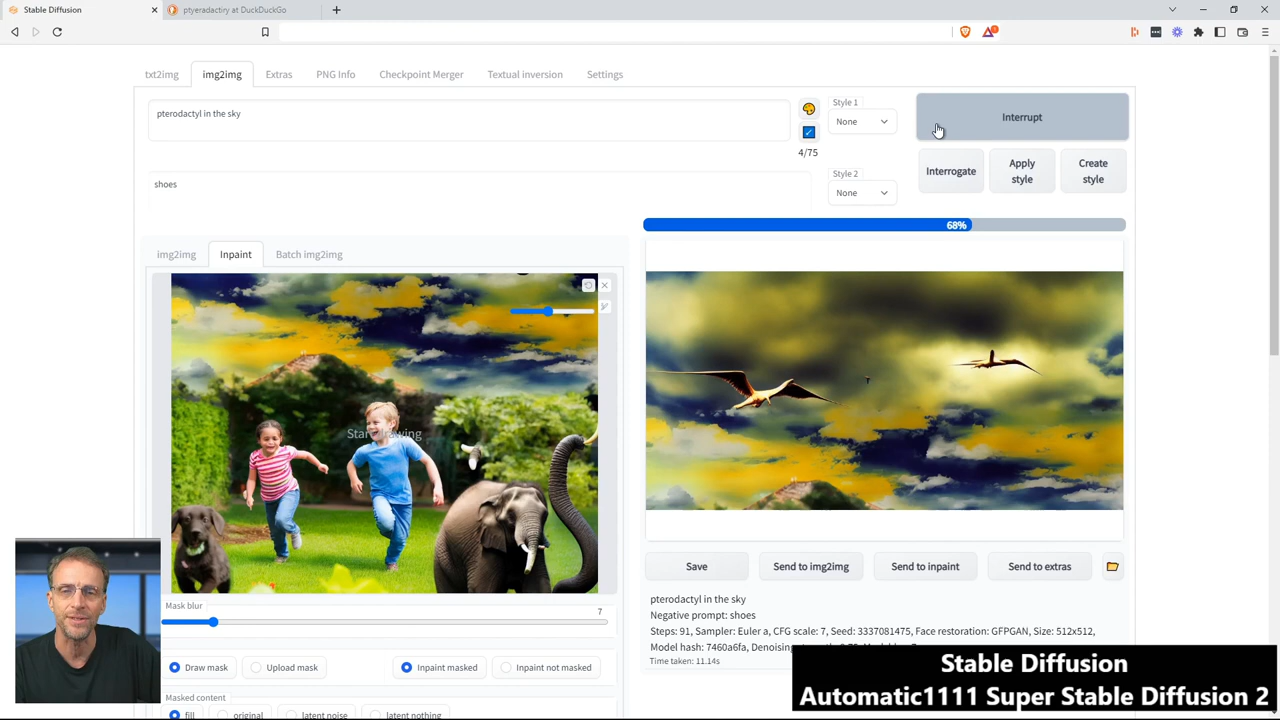 Stable Diffusion
ptyeradactiry at DuckDuckGo
txt2img
img2img
Extras
PNG Info
Checkpoint Merger
Textual inversion
Settings
pterodactyl in the sky
4/75
Style 1
None
Interrupt
shoes
Style 2
None
Interrogate
Apply style
Create style
68%
img2img
Inpaint
Batch img2img
Start drawing
Save
Send to img2img
Send to inpaint
Send to extras
Mask blur
7
Draw mask
Upload mask
Inpaint masked
Inpaint not masked
Masked content
fill
original
latent noise
latent nothing
pterodactyl in the sky
Negative prompt: shoes
Steps: 91, Sampler: Euler a, CFG scale: 7, Seed: 3337081475, Face restoration: GFPGAN, Size: 512x512,
Model hash: 7460a6fa, Denoising
Time taken: 11.14s
Stable Diffusion
Automatic1111 Super Stable Diffusion 2